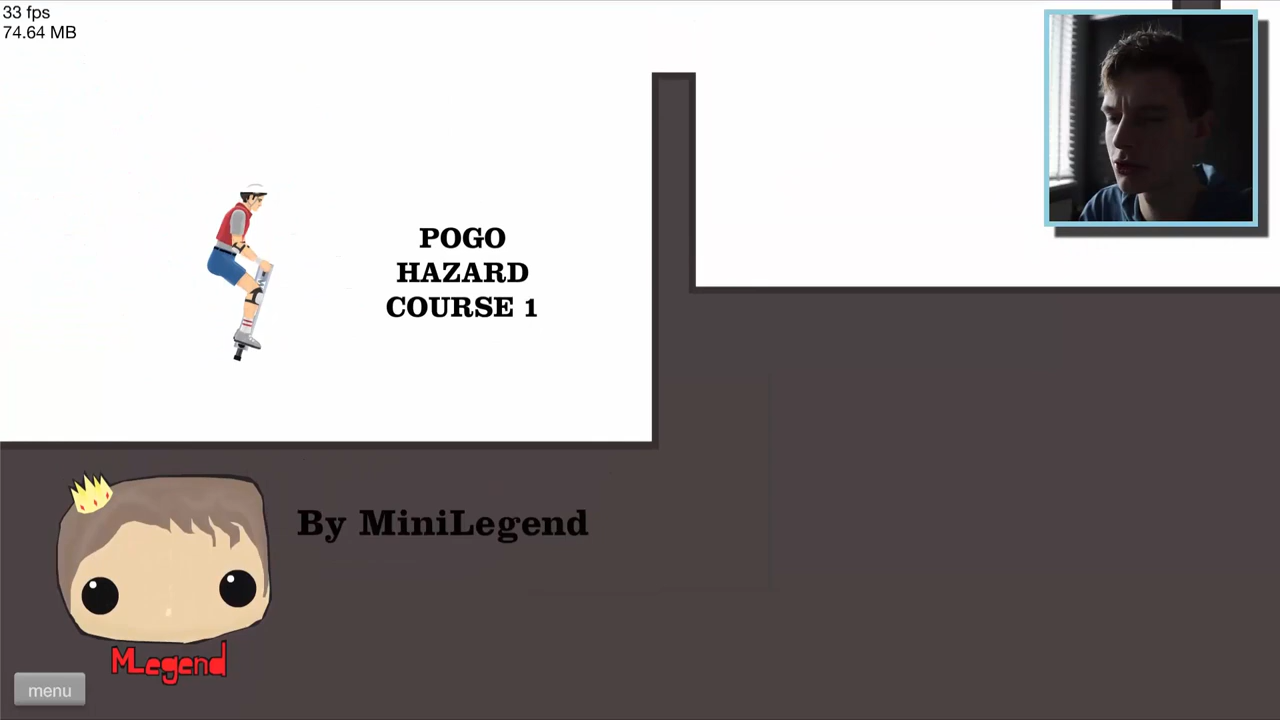 33 fps
74.64 MB
POGO
HAZARD
COURSE 1
By MiniLegend
MLegend
menu